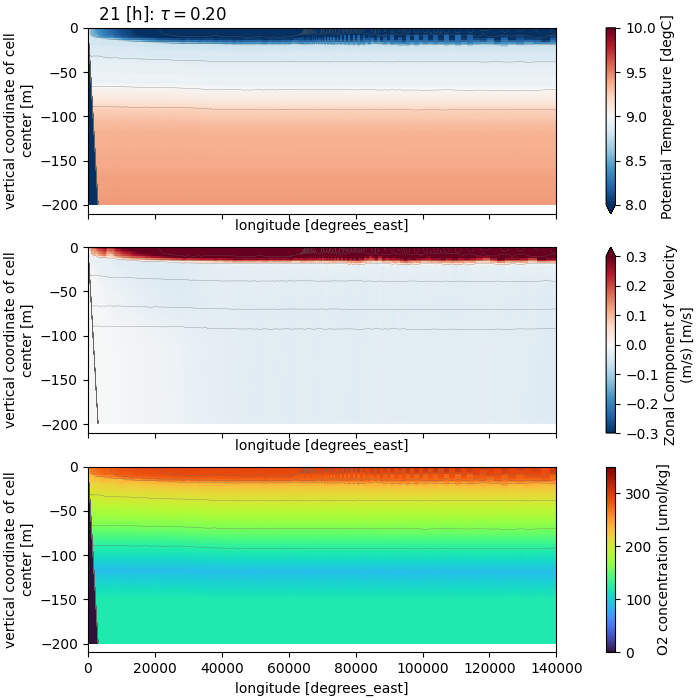 21 [h]: τ = 0.20
0
−50
−100
−150
−200
vertical coordinate of cell
center [m]
longitude [degrees_east]
10.0
9.5
9.0
8.5
8.0
Potential Temperature [degC]
0
−50
−100
−150
−200
vertical coordinate of cell
center [m]
longitude [degrees_east]
0.3
0.2
0.1
0.0
−0.1
−0.2
−0.3
Zonal Component of Velocity
(m/s) [m/s]
0
−50
−100
−150
−200
vertical coordinate of cell
center [m]
0 20000 40000 60000 80000 100000 120000 140000
longitude [degrees_east]
300
200
100
0
O2 concentration [umol/kg]